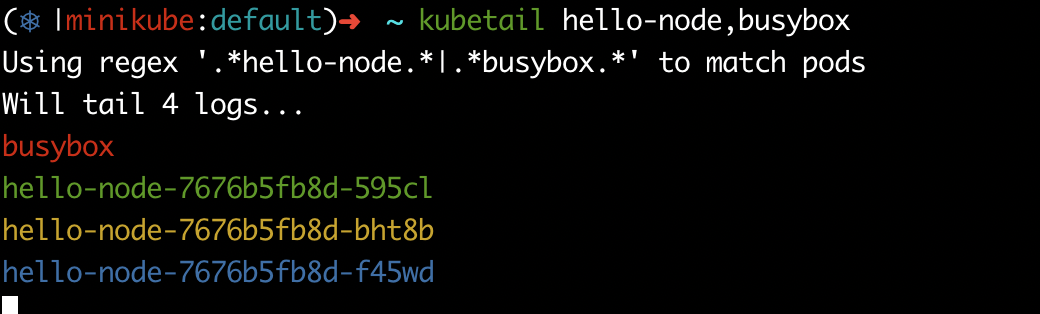 (⎈ |minikube:default)➜  ~ kubetail hello-node,busybox
Using regex '.*hello-node.*|.*busybox.*' to match pods
Will tail 4 logs...
busybox
hello-node-7676b5fb8d-595cl
hello-node-7676b5fb8d-bht8b
hello-node-7676b5fb8d-f45wd